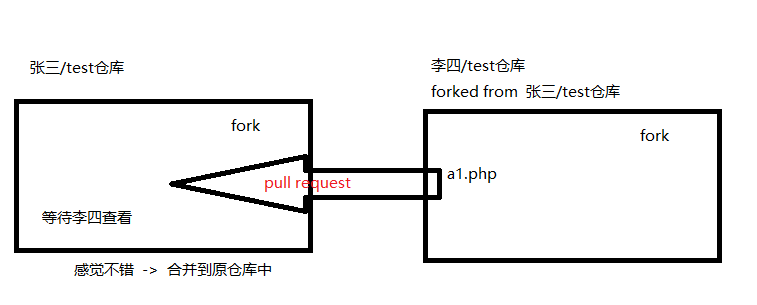 张三/test仓库
fork
等待李四查看
感觉不错 -> 合并到原仓库中
pull request
李四/test仓库
forked from 张三/test仓库
fork
a1.php